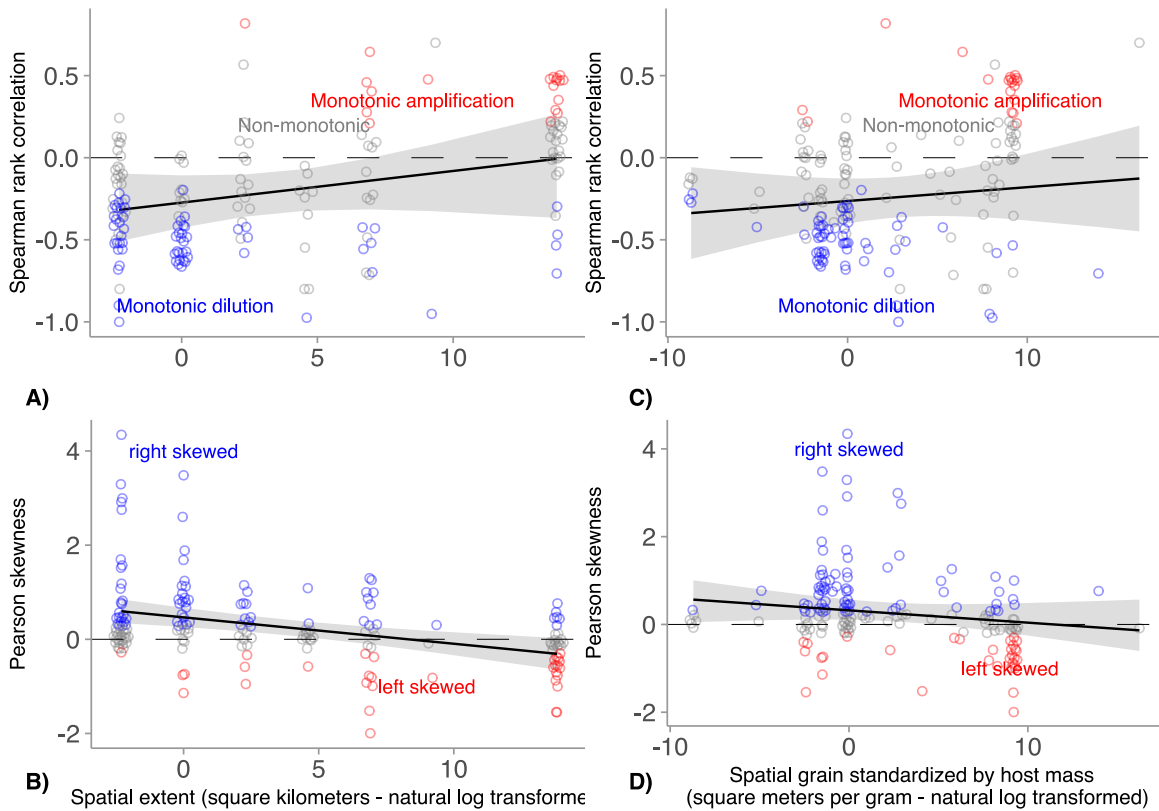 Spearman rank correlation
0.5
0.0
-0.5
-1.0
Monotonic amplification
Non-monotonic
Monotonic dilution
0
5
10
A)
Spearman rank correlation
0.5
0.0
-0.5
-1.0
Monotonic amplification
Non-monotonic
Monotonic dilution
-10
0
10
C)
Pearson skewness
4
2
0
-2
right skewed
left skewed
0
5
10
B)
Spatial extent (square kilometers - natural log transforme
Pearson skewness
4
2
0
-2
right skewed
left skewed
-10
0
10
D)
Spatial grain standardized by host mass
(square meters per gram - natural log transformed)